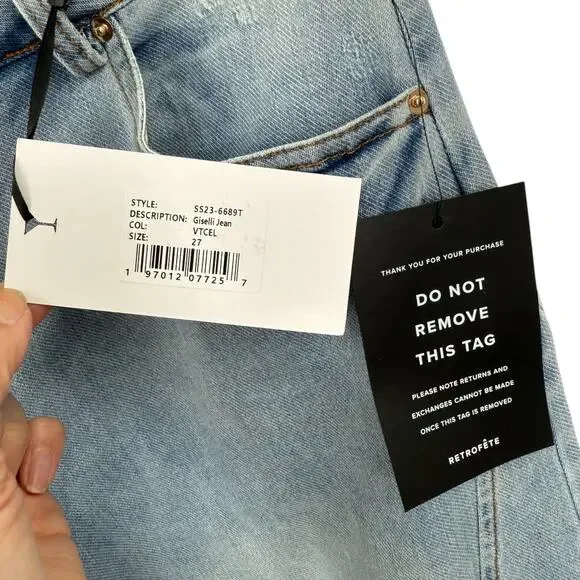 STYLE: SS23-6689T
DESCRIPTION: Giselli Jean
COL: VTCEL
SIZE: 27
1 97012 07725 7
THANK YOU FOR YOUR PURCHASE
DO NOT
REMOVE
THIS TAG
PLEASE NOTE RETURNS AND
EXCHANGES CANNOT BE MADE
ONCE THIS TAG IS REMOVED
RETROFÊTE